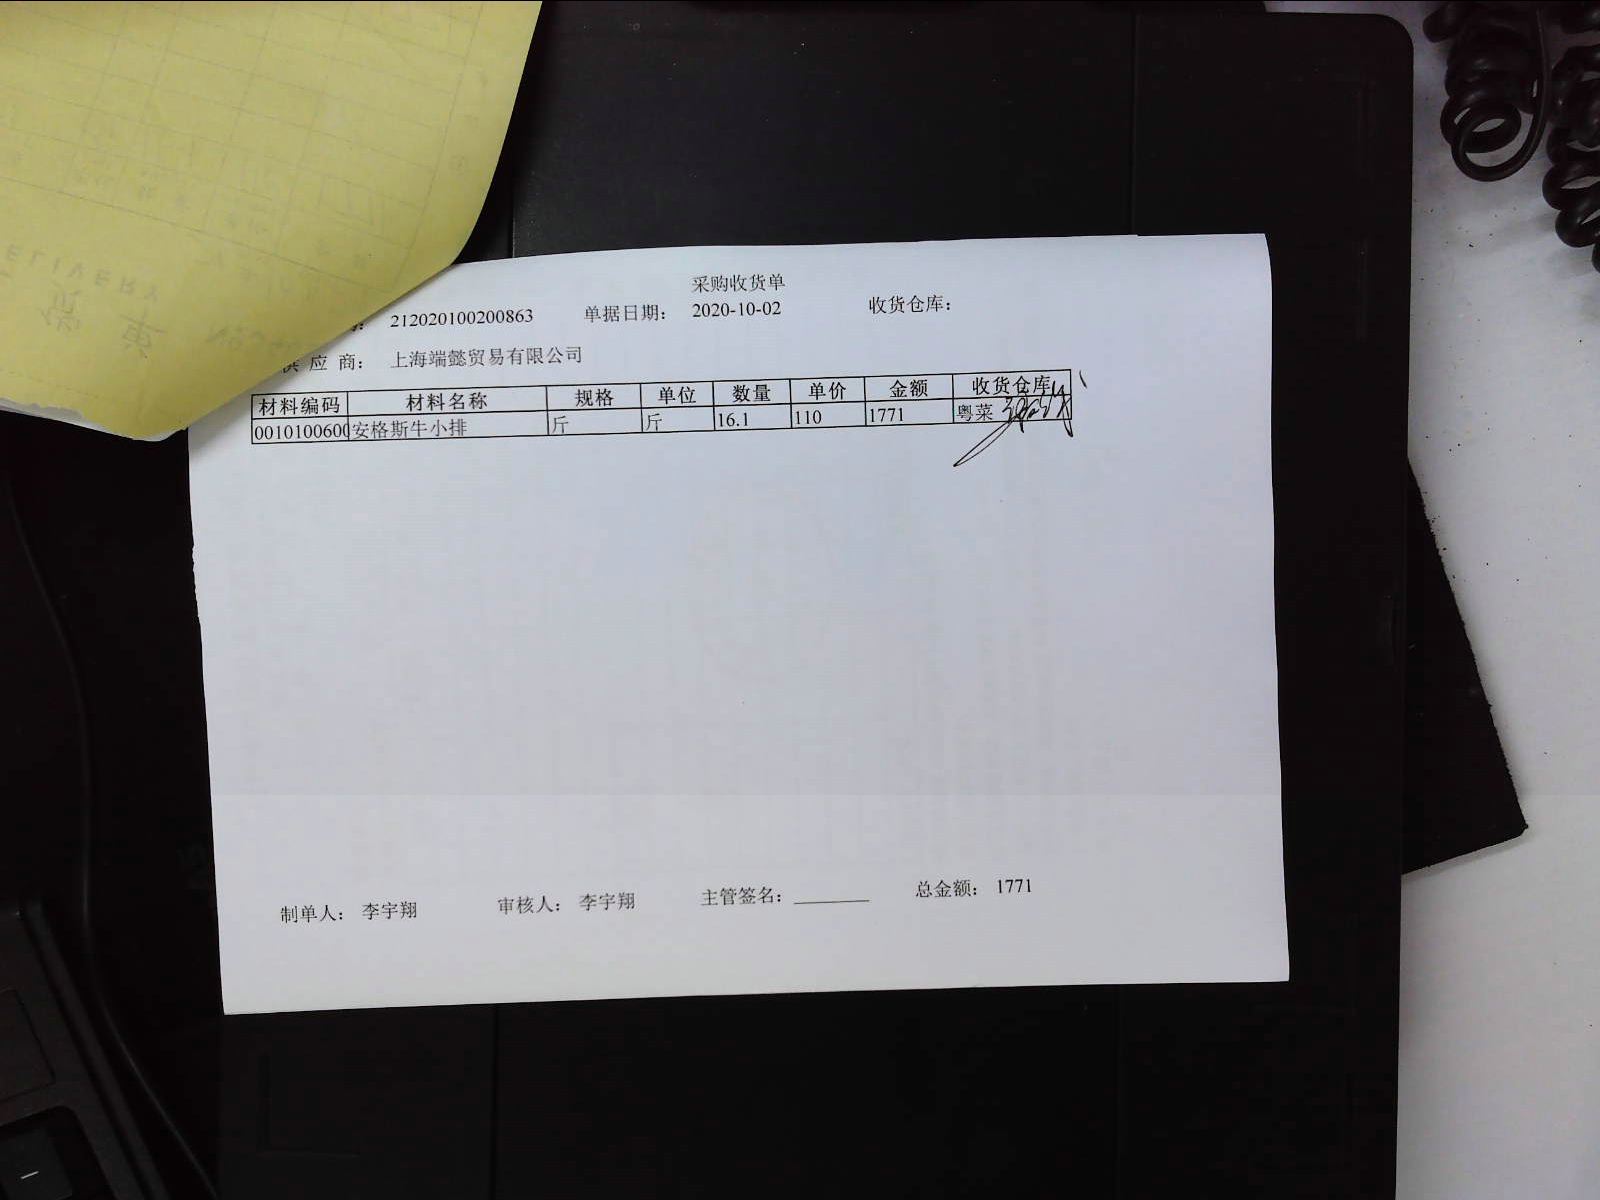 采购收货单
212020100200863 单据日期: 2020-10-02 收货仓库:
供 应 商: 上海端懿贸易有限公司
材料编码 材料名称 规格 单位 数量 单价 金额 收货仓库
0010100600 安格斯牛小排 斤 斤 16.1 110 1771 粤菜
制单人: 李宇翔 审核人: 李宇翔 主管签名: 总金额: 1771
ELIVERY